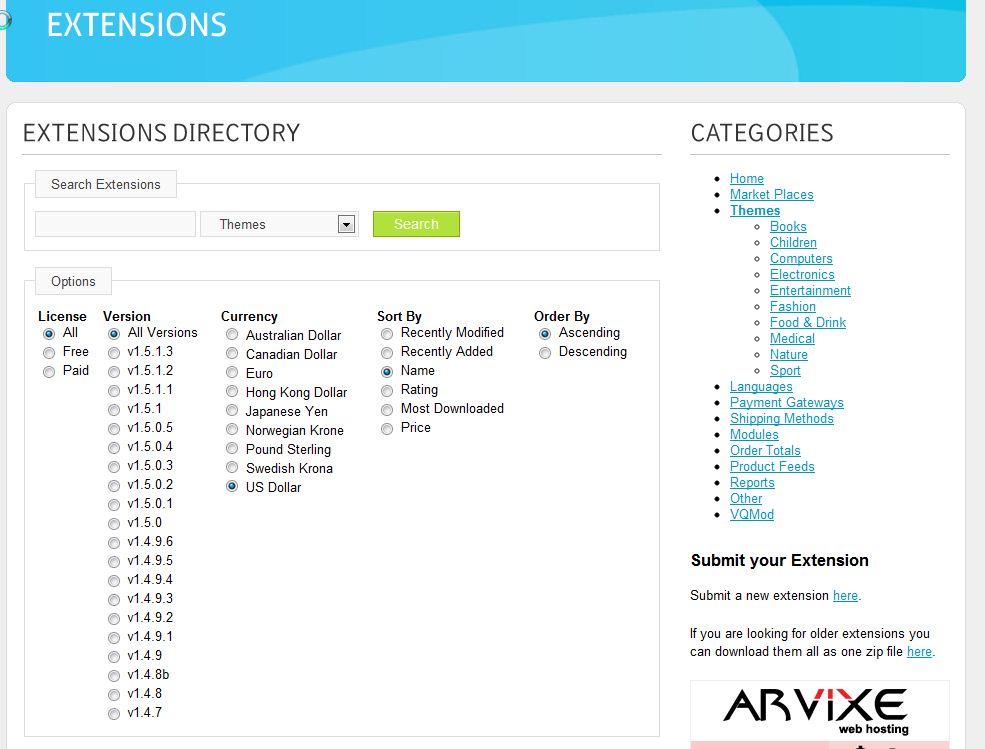 EXTENSIONS
EXTENSIONS DIRECTORY
Search Extensions
Themes
Search
Options
License
All
Free
Paid
Version
All Versions
v1.5.1.3
v1.5.1.2
v1.5.1.1
v1.5.1
v1.5.0.5
v1.5.0.4
v1.5.0.3
v1.5.0.2
v1.5.0.1
v1.5.0
v1.4.9.6
v1.4.9.5
v1.4.9.4
v1.4.9.3
v1.4.9.2
v1.4.9.1
v1.4.9
v1.4.8b
v1.4.8
v1.4.7
Currency
Australian Dollar
Canadian Dollar
Euro
Hong Kong Dollar
Japanese Yen
Norwegian Krone
Pound Sterling
Swedish Krona
US Dollar
Sort By
Recently Modified
Recently Added
Name
Rating
Most Downloaded
Price
Order By
Ascending
Descending
CATEGORIES
Home
Market Places
Themes
Books
Children
Computers
Electronics
Entertainment
Fashion
Food & Drink
Medical
Nature
Sport
Languages
Payment Gateways
Shipping Methods
Modules
Order Totals
Product Feeds
Reports
Other
VQMod
Submit your Extension
Submit a new extension here.
If you are looking for older extensions you
can download them all as one zip file here.
ARVIXE
web hosting